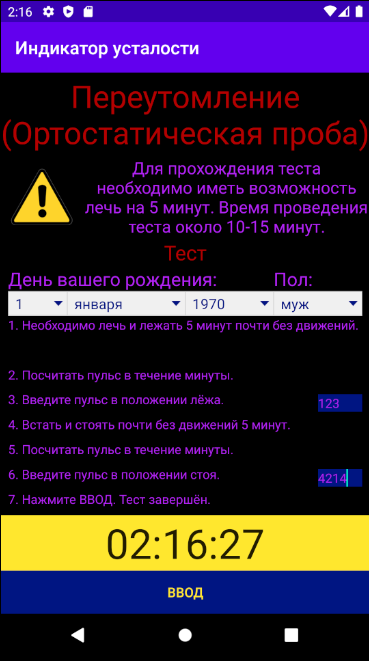 2:16
Индикатор усталости
Переутомление
(Ортостатическая проба)
Для прохождения теста
необходимо иметь возможность
лечь на 5 минут. Время проведения
теста около 10-15 минут.
Тест
День вашего рождения: Пол:
1 января 1970 муж
1. Необходимо лечь и лежать 5 минут почти без движений.
2. Посчитать пульс в течение минуты.
3. Введите пульс в положении лёжа. 123
4. Встать и стоять почти без движений 5 минут.
5. Посчитать пульс в течение минуты.
6. Введите пульс в положении стоя. 4214
7. Нажмите ВВОД. Тест завершён.
02:16:27
ВВОД